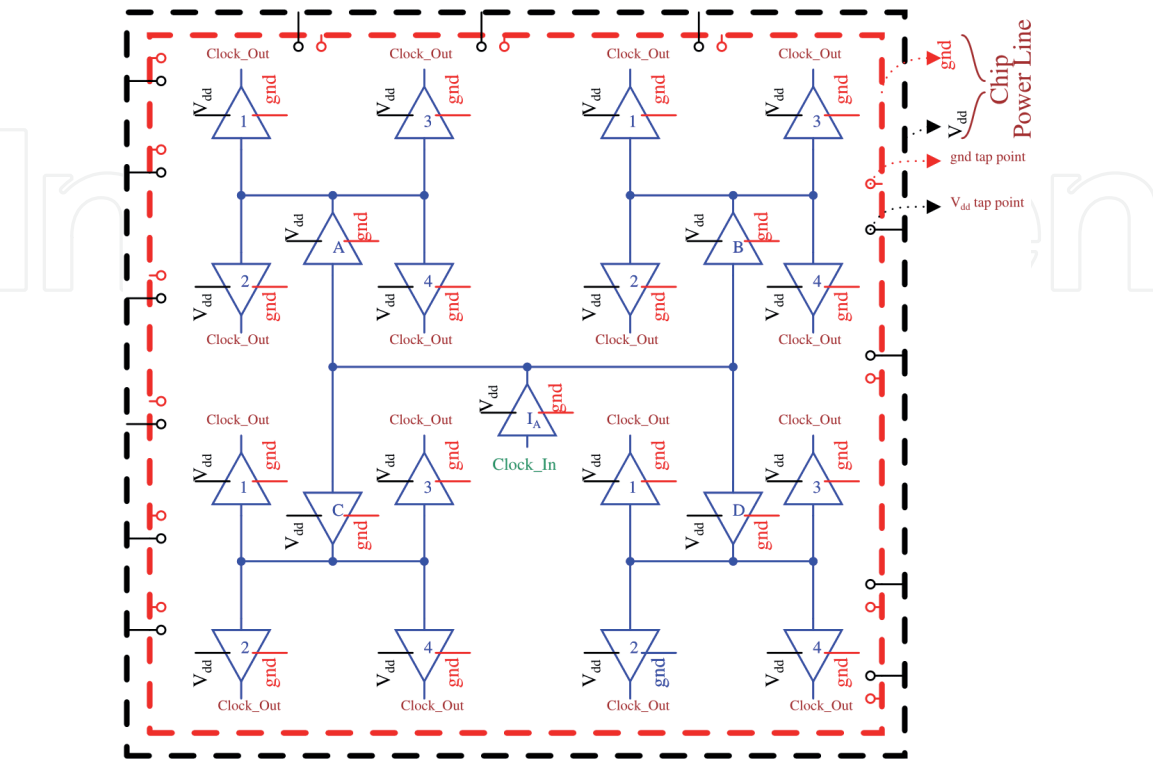 Clock_Out Clock_Out Clock_Out Clock_Out
Vdd 1 gnd Vdd 3 gnd Vdd 1 gnd Vdd 3 gnd
gnd
Vdd
Chip
Power Line
gnd tap point
Vdd tap point
Vdd A gnd Vdd B gnd
Vdd 2 gnd Vdd 4 gnd Vdd 2 gnd Vdd 4 gnd
Clock_Out Clock_Out Clock_Out Clock_Out
Vdd IA gnd
Clock_In
Clock_Out Clock_Out Clock_Out Clock_Out
Vdd 1 gnd Vdd 3 gnd Vdd 1 gnd Vdd 3 gnd
Vdd C gnd Vdd D gnd
Vdd 2 gnd Vdd 4 gnd Vdd 2 gnd Vdd 4 gnd
Clock_Out Clock_Out Clock_Out Clock_Out